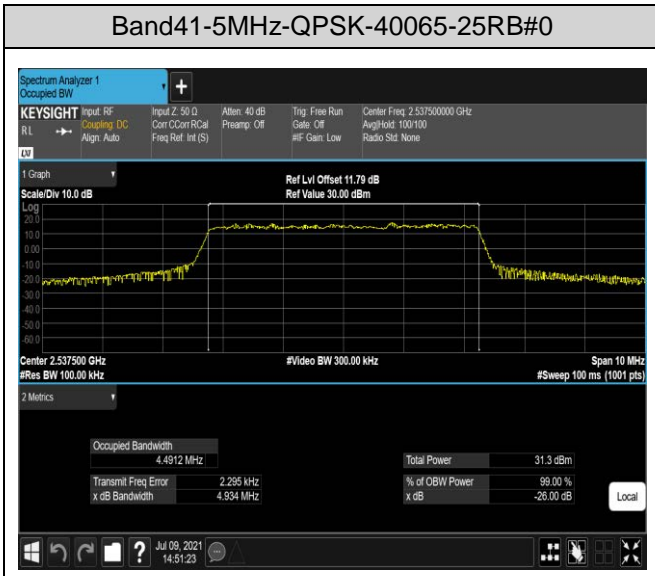 Band41-5MHz-QPSK-40065-25RB#0
Spectrum Analyzer 1
Occupied BW
+
KEYSIGHT
RL
LXI
Input: RF
Coupling: DC
Align: Auto
Input Z: 50 Ω
Corr CCorr RCal
Freq Ref: Int (S)
Atten: 40 dB
Preamp: Off
Trig: Free Run
Gate: Off
#IF Gain: Low
Center Freq: 2.537500000 GHz
Avg|Hold: 100/100
Radio Std: None
1 Graph
Scale/Div 10.0 dB
Ref Lvl Offset 11.79 dB
Ref Value 30.00 dBm
Log
20.0
10.0
0.00
-10.0
-20.0
-30.0
-40.0
-50.0
-60.0
Center 2.537500 GHz
#Video BW 300.00 kHz
Span 10 MHz
#Res BW 100.00 kHz
#Sweep 100 ms (1001 pts)
2 Metrics
Occupied Bandwidth
4.4912 MHz
Total Power 31.3 dBm
Transmit Freq Error 2.295 kHz
% of OBW Power 99.00 %
x dB Bandwidth 4.934 MHz
x dB -26.00 dB
Local
?
Jul 09, 2021
14:51:23